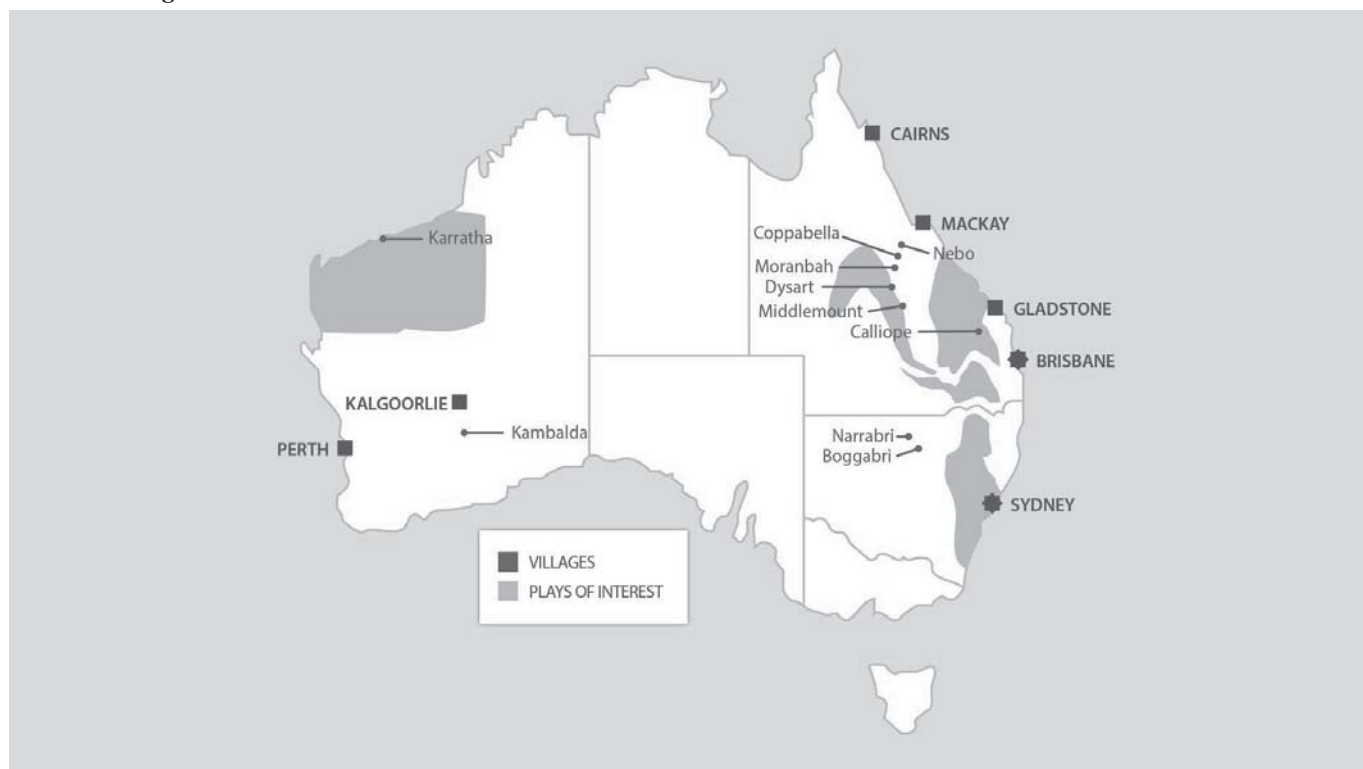 CAIRNS
MACKAY
Coppabella
Nebo
Karratha
Moranbah
Dysart
Middlemount
GLADSTONE
Calliope
BRISBANE
KALGOORLIE
Kambalda
Narrabri
PERTH
Boggabri
SYDNEY
VILLAGES
PLAYS OF INTEREST